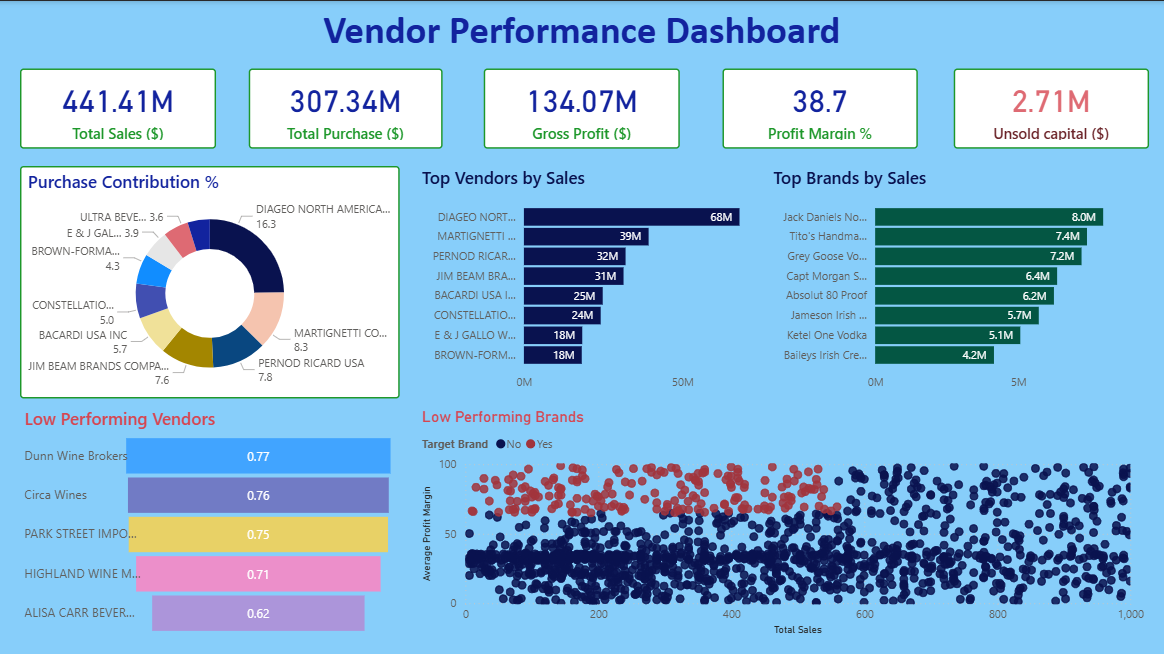 Vendor Performance Dashboard
441.41M
Total Sales ($)
307.34M
Total Purchase ($)
134.07M
Gross Profit ($)
38.7
Profit Margin %
2.71M
Unsold capital ($)
Purchase Contribution %
DIAGEO NORTH AMERICA...
16.3
MARTIGNETTI CO...
8.3
PERNOD RICARD USA
7.8
JIM BEAM BRANDS COMPA...
7.6
BACARDI USA INC
5.7
CONSTELLATIO...
5.0
BROWN-FORMA...
4.3
E & J GAL... 3.9
ULTRA BEVE... 3.6
Top Vendors by Sales
DIAGEO NORT... 68M
MARTIGNETTI ... 39M
PERNOD RICAR... 32M
JIM BEAM BRA... 31M
BACARDI USA I... 25M
CONSTELLATIO... 24M
E & J GALLO W... 18M
BROWN-FORM... 18M
0M 50M
Top Brands by Sales
Jack Daniels No... 8.0M
Tito's Handma... 7.4M
Grey Goose Vo... 7.2M
Capt Morgan S... 6.4M
Absolut 80 Proof 6.2M
Jameson Irish ... 5.7M
Ketel One Vodka 5.1M
Baileys Irish Cre... 4.2M
0M 5M
Low Performing Vendors
Dunn Wine Brokers 0.77
Circa Wines 0.76
PARK STREET IMPO... 0.75
HIGHLAND WINE M... 0.71
ALISA CARR BEVER... 0.62
Low Performing Brands
Target Brand No Yes
Average Profit Margin
100
50
0
0 200 400 600 800 1,000
Total Sales